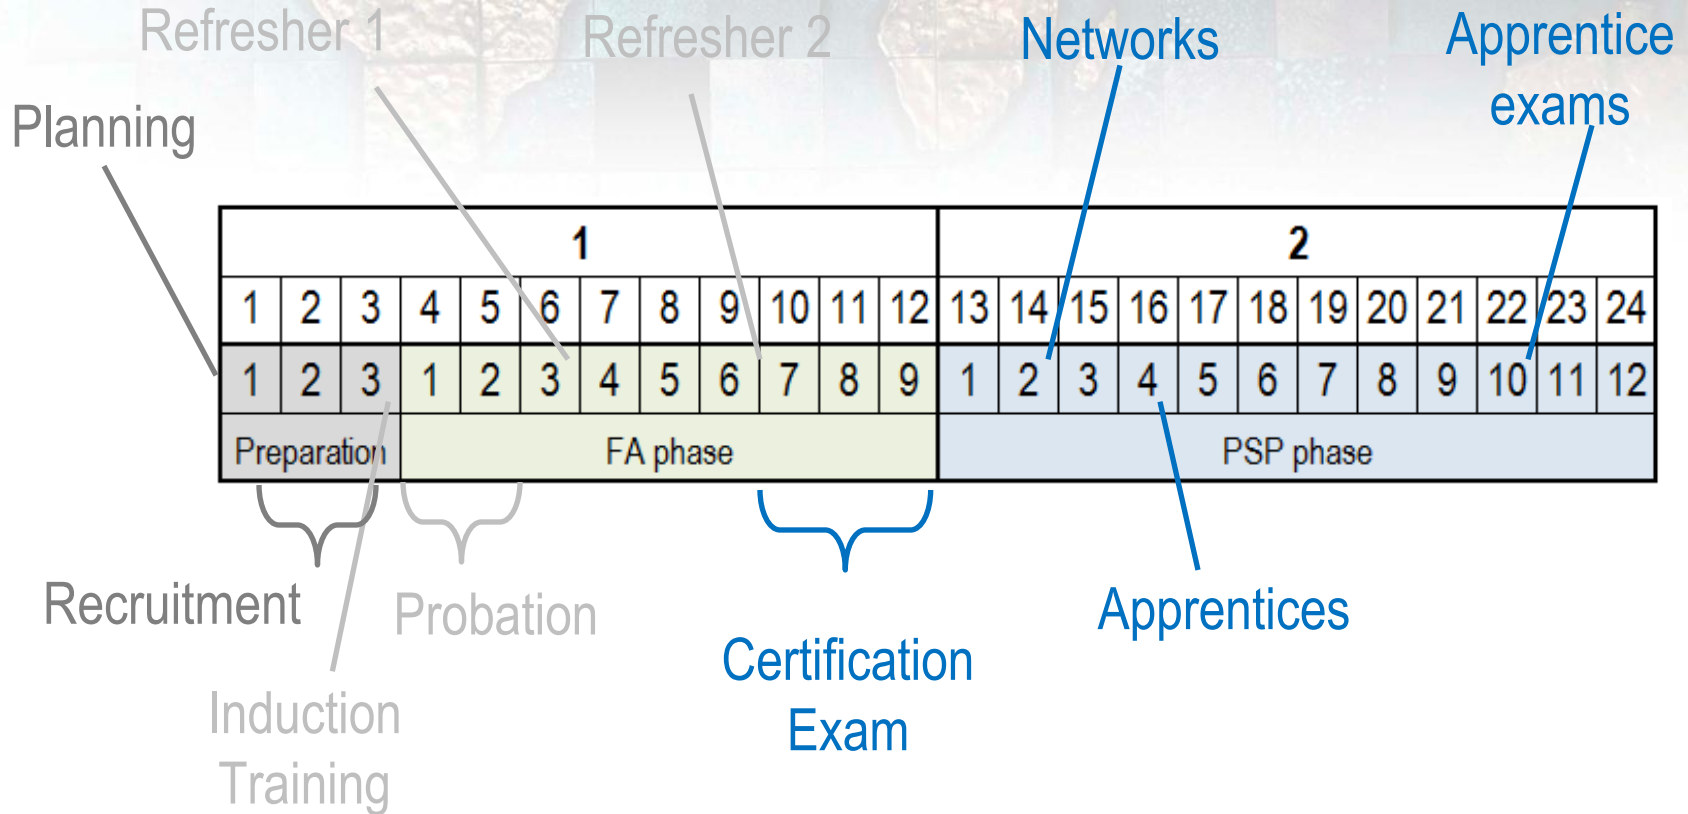 Refresher 1
Refresher 2
Networks
Apprentice
exams
Planning
1 2
1 2 3 4 5 6 7 8 9 10 11 12 13 14 15 16 17 18 19 20 21 22 23 24
1 2 3 1 2 3 4 5 6 7 8 9 1 2 3 4 5 6 7 8 9 10 11 12
Preparation FA phase PSP phase
Recruitment
Probation
Apprentices
Certification
Exam
Induction
Training